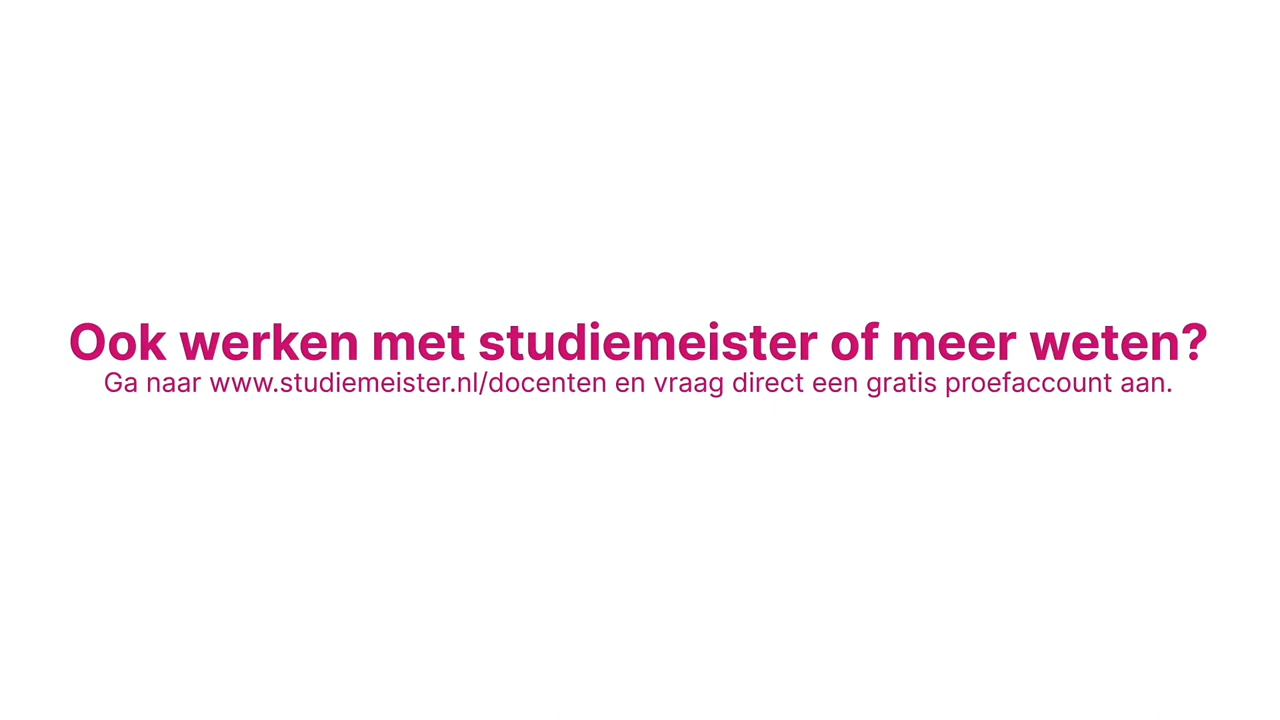 Ook werken met studiemeister of meer weten?
Ga naar www.studiemeister.nl/docenten en vraag direct een gratis proefaccount aan.